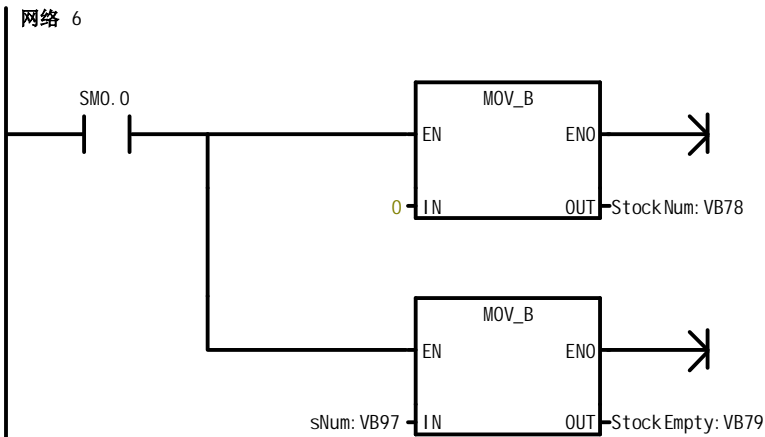 网络 6
SM0.0
MOV_B
EN ENO
0 IN OUT StockNum:VB78
MOV_B
EN ENO
sNum:VB97 IN OUT StockEmpty:VB79